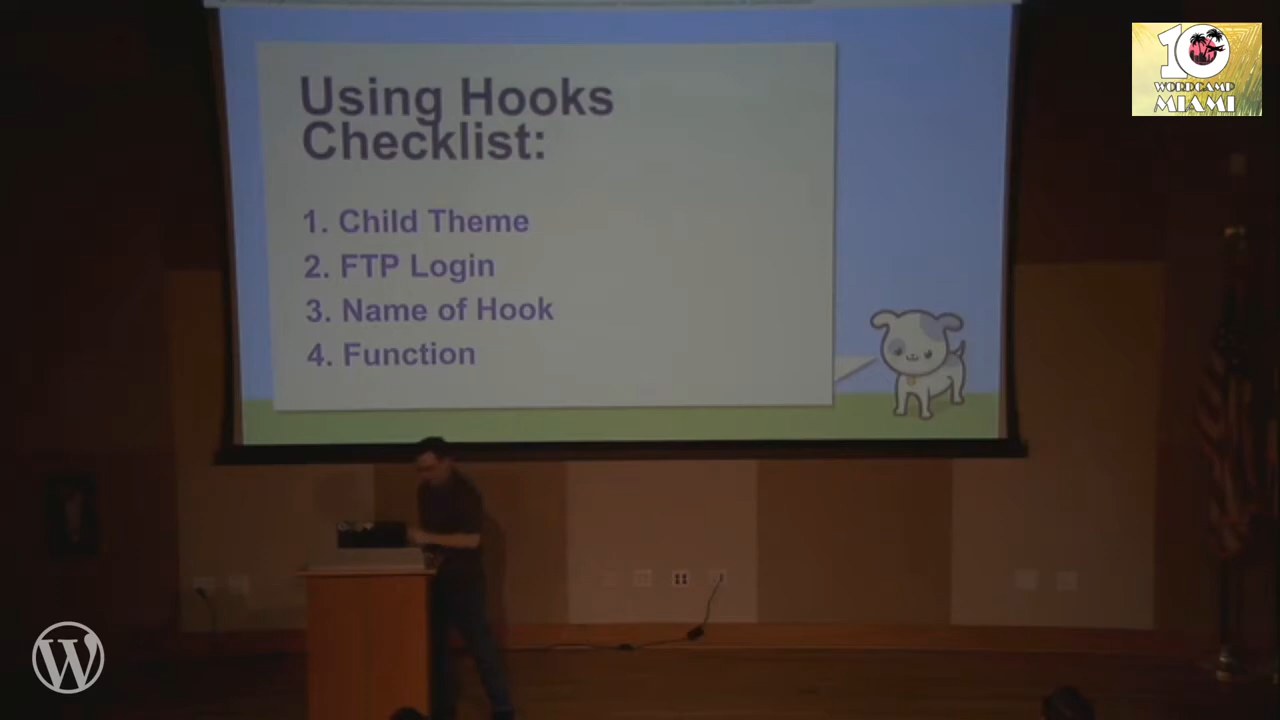 Using Hooks
Checklist:
1. Child Theme
2. FTP Login
3. Name of Hook
4. Function
10
WORDCAMP
MIAMI
W